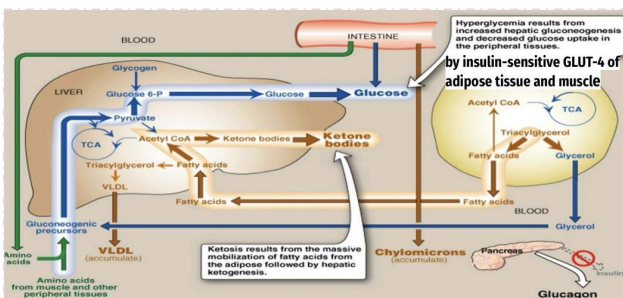 BLOOD
INTESTINE
Hyperglycemia results from
increased hepatic gluconeogenesis
and decreased glucose uptake in
the peripheral tissues.
by insulin-sensitive GLUT-4 of
adipose tissue and muscle
LIVER
Glycogen
Glucose 6-P
Glucose
Glucose
Pyruvate
TCA
Acetyl CoA
Ketone bodies
Ketone
bodies
Triacylglycerol
Fatty acids
VLDL
Fatty acids
Acetyl CoA
TCA
Triacylglycerol
Fatty acids
Glycerol
Fatty acids
BLOOD
Gluconeogenic
precursors
Glycerol
Amino
acids
VLDL
(accumulate)
Ketosis results from the massive
mobilization of fatty acids from
the adipose followed by hepatic
ketogenesis.
Chylomicrons
(accumulate)
Pancreas
Insulin
Glucagon
Amino acids
from muscle and other
peripheral tissues